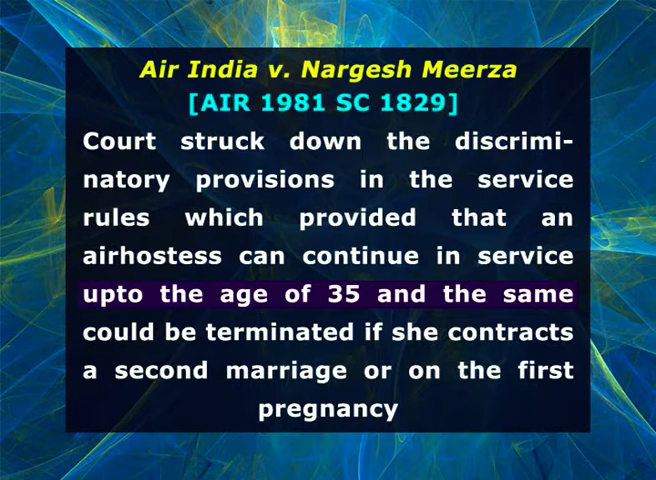 Air India v. Nargesh Meerza
[AIR 1981 SC 1829]
Court struck down the discrimi-
natory provisions in the service
rules which provided that an
airhostess can continue in service
upto the age of 35 and the same
could be terminated if she contracts
a second marriage or on the first
pregnancy